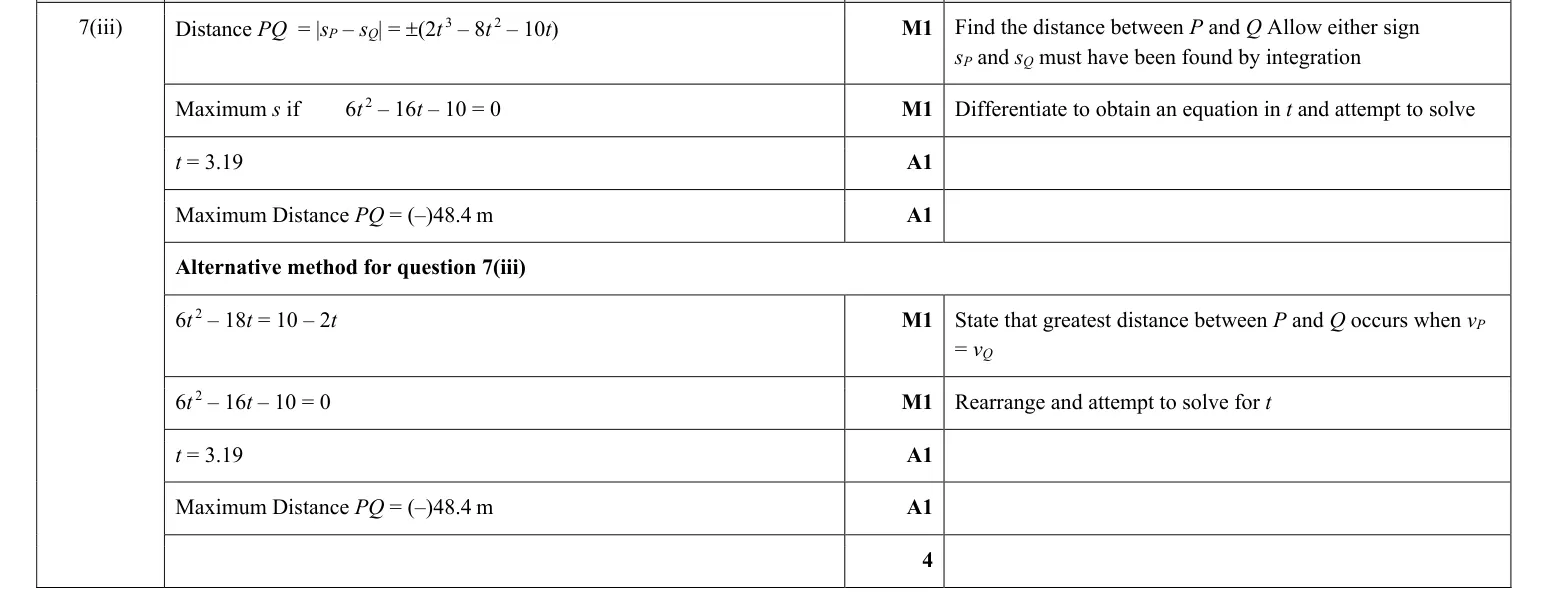 7(iii) Distance PQ = |sP – sQ| = ±(2t³ – 8t² – 10t) M1 Find the distance between P and Q Allow either sign
sP and sQ must have been found by integration
Maximum s if 6t² – 16t – 10 = 0 M1 Differentiate to obtain an equation in t and attempt to solve
t = 3.19 A1
Maximum Distance PQ = (–)48.4 m A1
Alternative method for question 7(iii)
6t² – 18t = 10 – 2t M1 State that greatest distance between P and Q occurs when vP
= vQ
6t² – 16t – 10 = 0 M1 Rearrange and attempt to solve for t
t = 3.19 A1
Maximum Distance PQ = (–)48.4 m A1
4